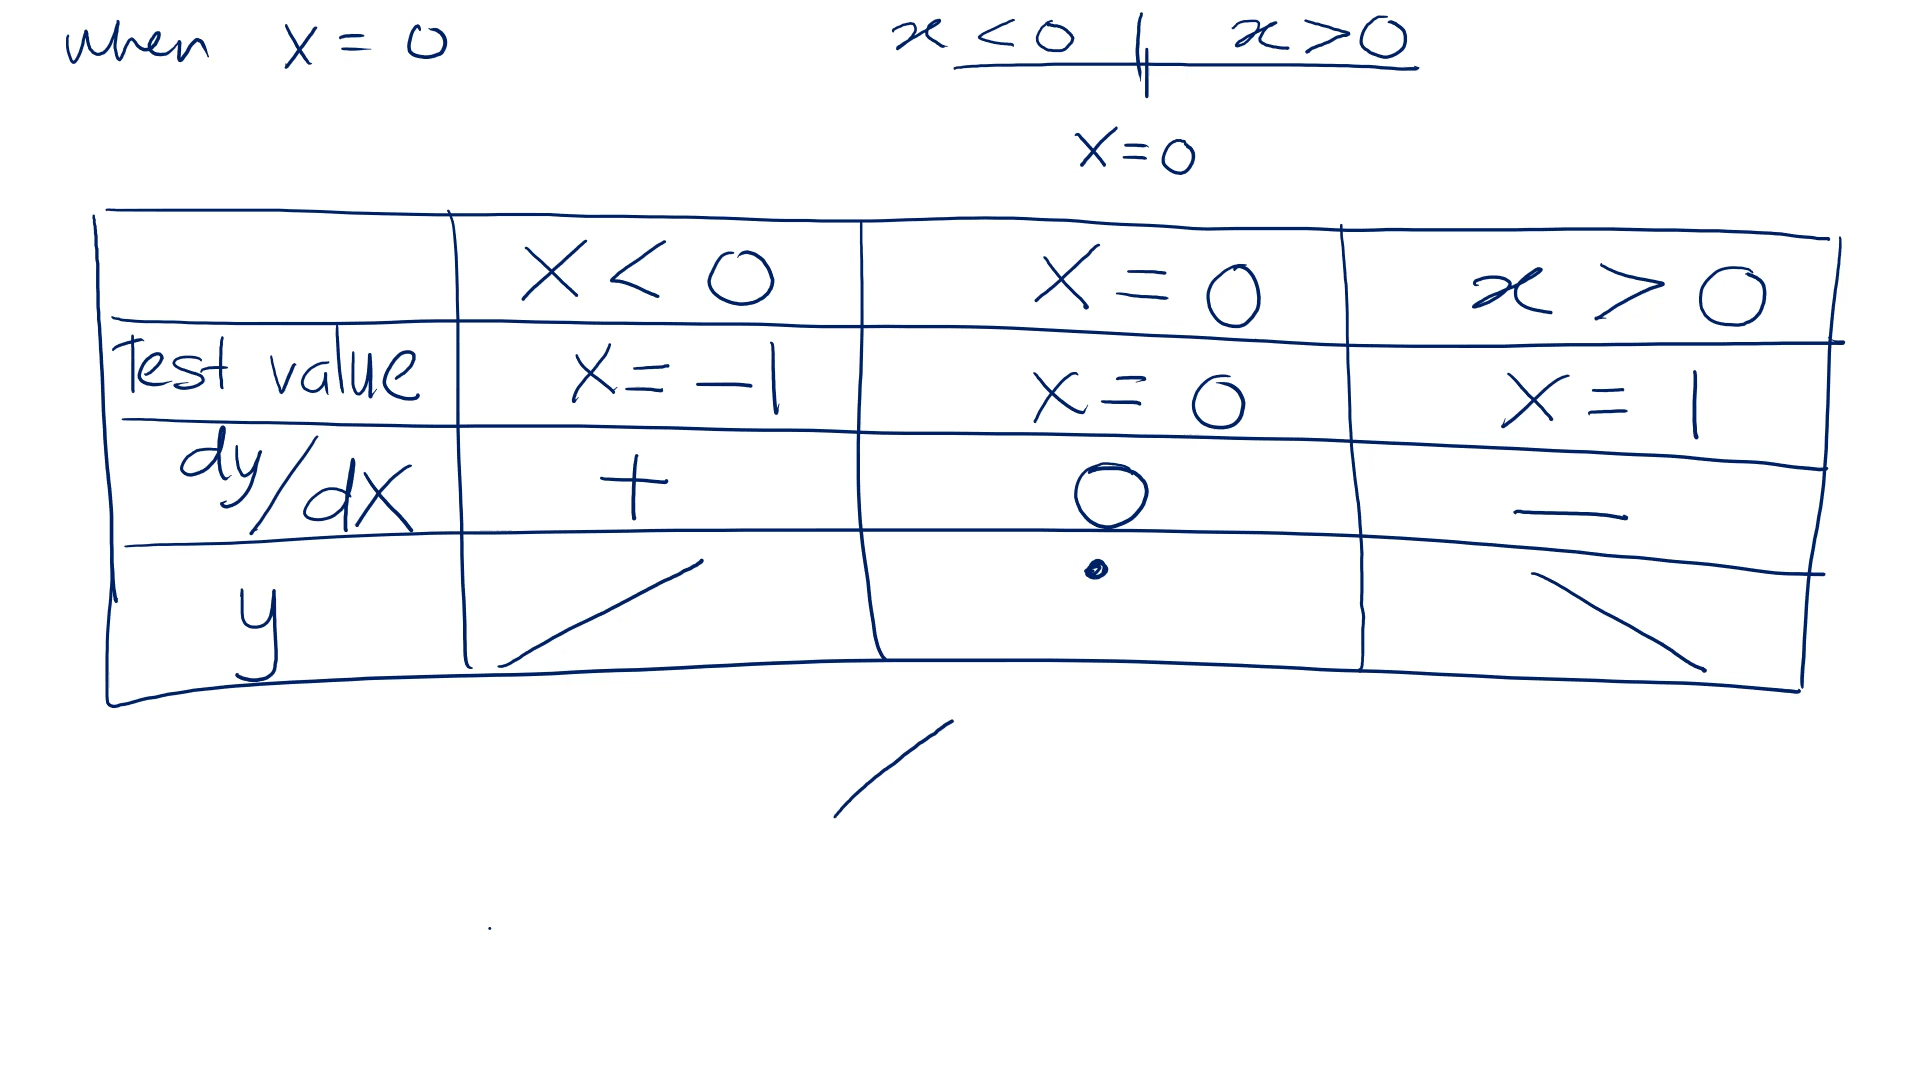 when x = 0
x < 0 | x > 0
x = 0
x < 0 x = 0 x > 0
Test value x = -1 x = 0 x = 1
dy/dx + 0 −
y